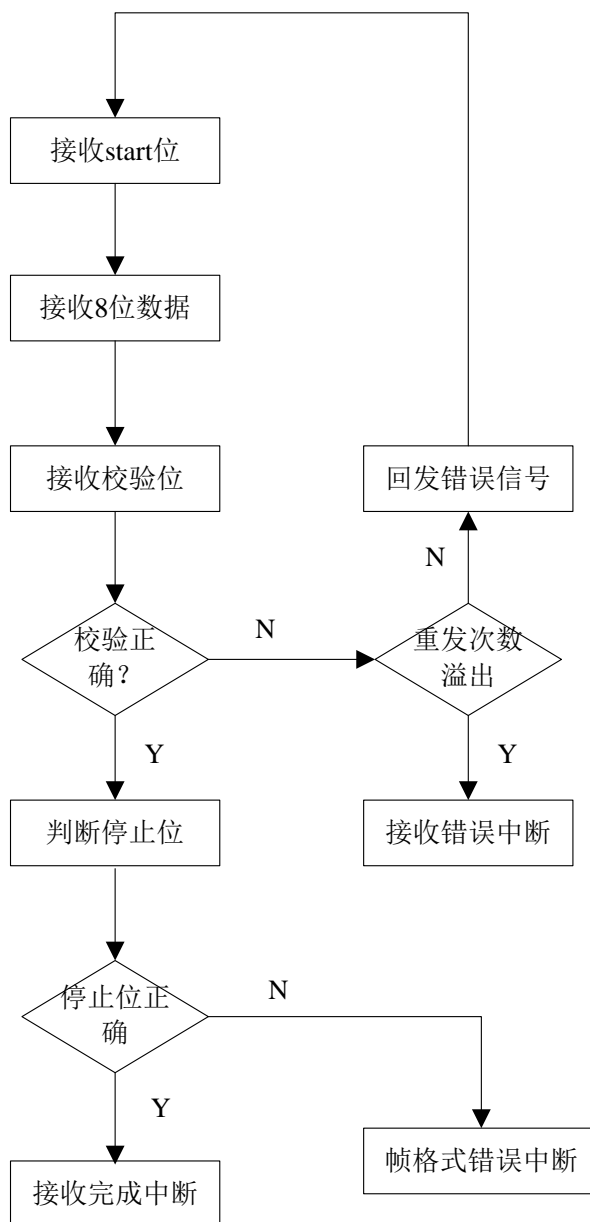 接收start位
接收8位数据
接收校验位
回发错误信号
N
校验正
确？
N
重发次数
溢出
Y
Y
判断停止位
接收错误中断
停止位正
确
N
Y
帧格式错误中断
接收完成中断